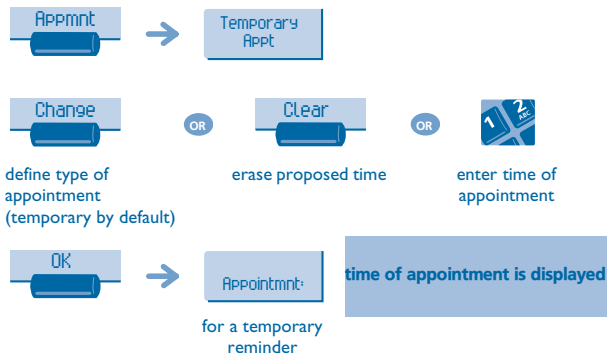 Appmnt
Temporary
Appt
Change
OR
Clear
OR
1 2
ABC
define type of
appointment
(temporary by default)
erase proposed time
enter time of
appointment
OK
Appointmnt:
time of appointment is displayed
for a temporary
reminder